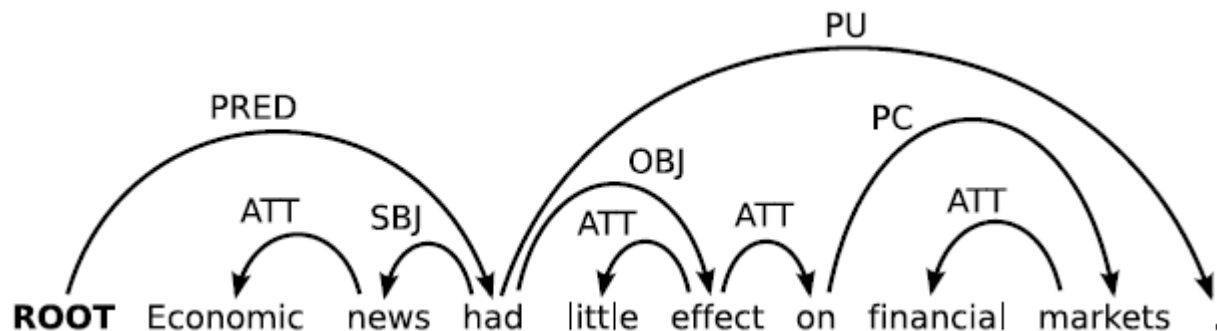 PU
PRED
PC
OBJ
ATT SBJ ATT ATT ATT
ROOT Economic news had little effect on financial markets .